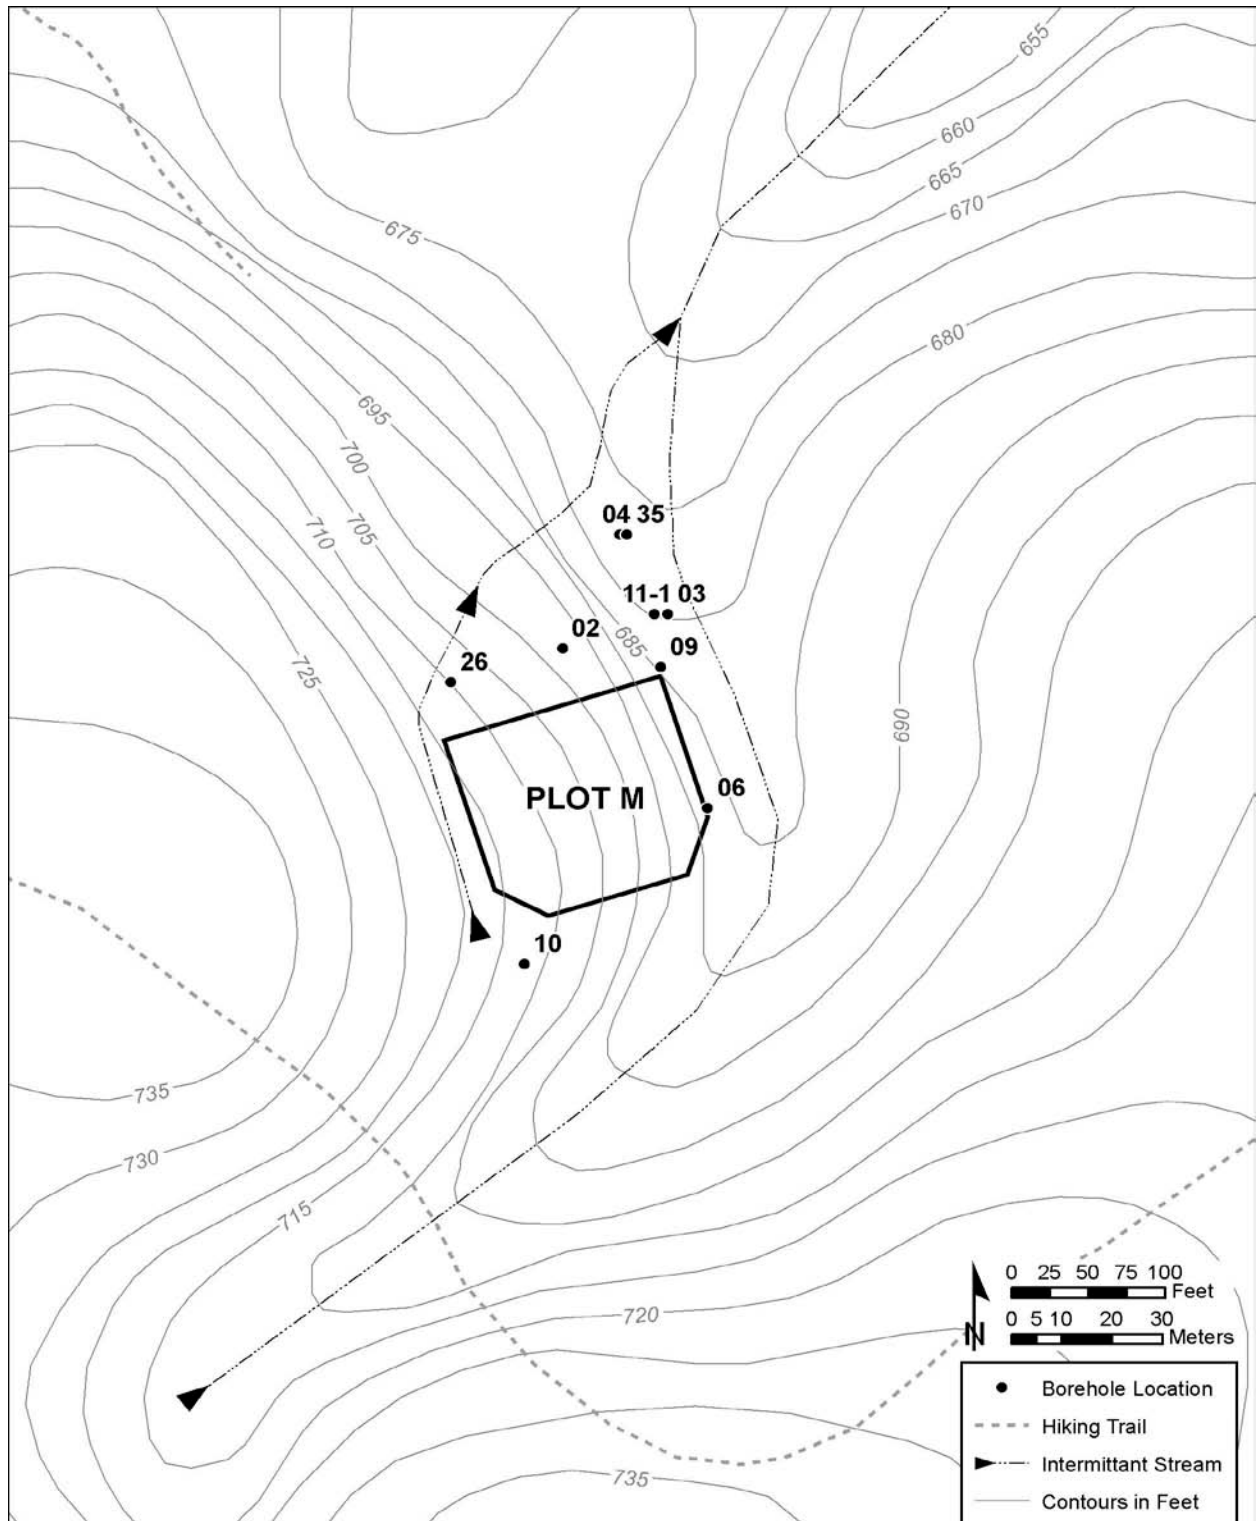 655
660
665
670
675
680
695
700
705
710
04 35
11-1 03
02
685
09
26
725
690
PLOT M
06
10
735
730
715
720
735
0 25 50 75 100
Feet
0 5 10 20 30
Meters
N
Borehole Location
Hiking Trail
Intermittant Stream
Contours in Feet